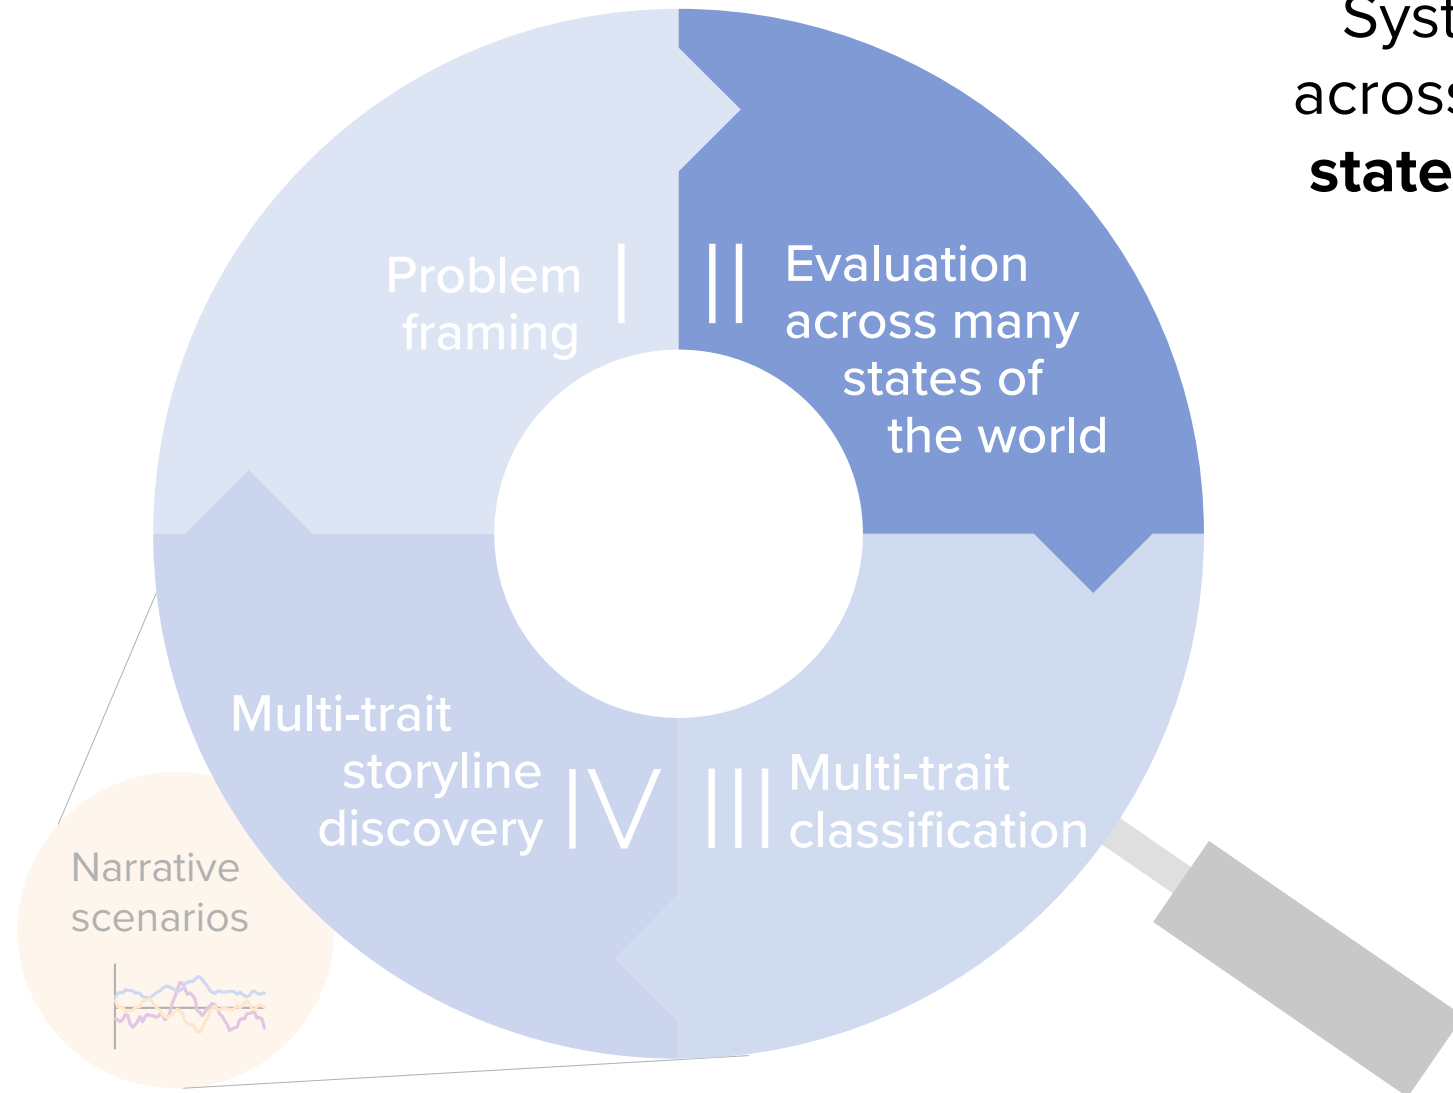 Syst
across
state
Problem
framing
I
II
Evaluation
across many
states of
the world
Multi-trait
storyline
discovery
IV
III
Multi-trait
classification
Narrative
scenarios